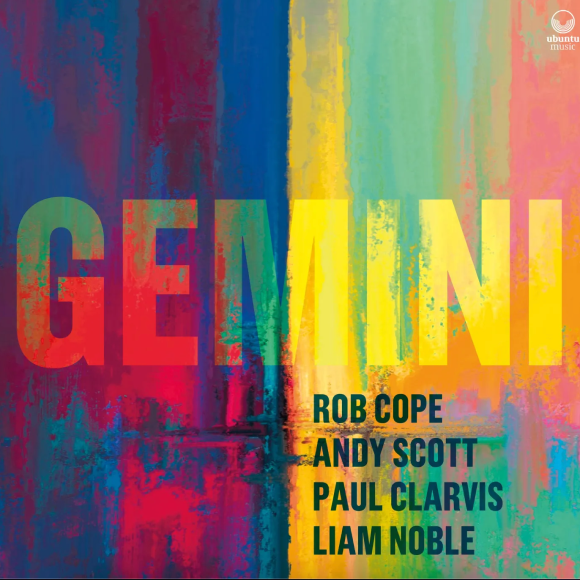 ubuntu
music
GEMINI
ROB COPE
ANDY SCOTT
PAUL CLARVIS
LIAM NOBLE